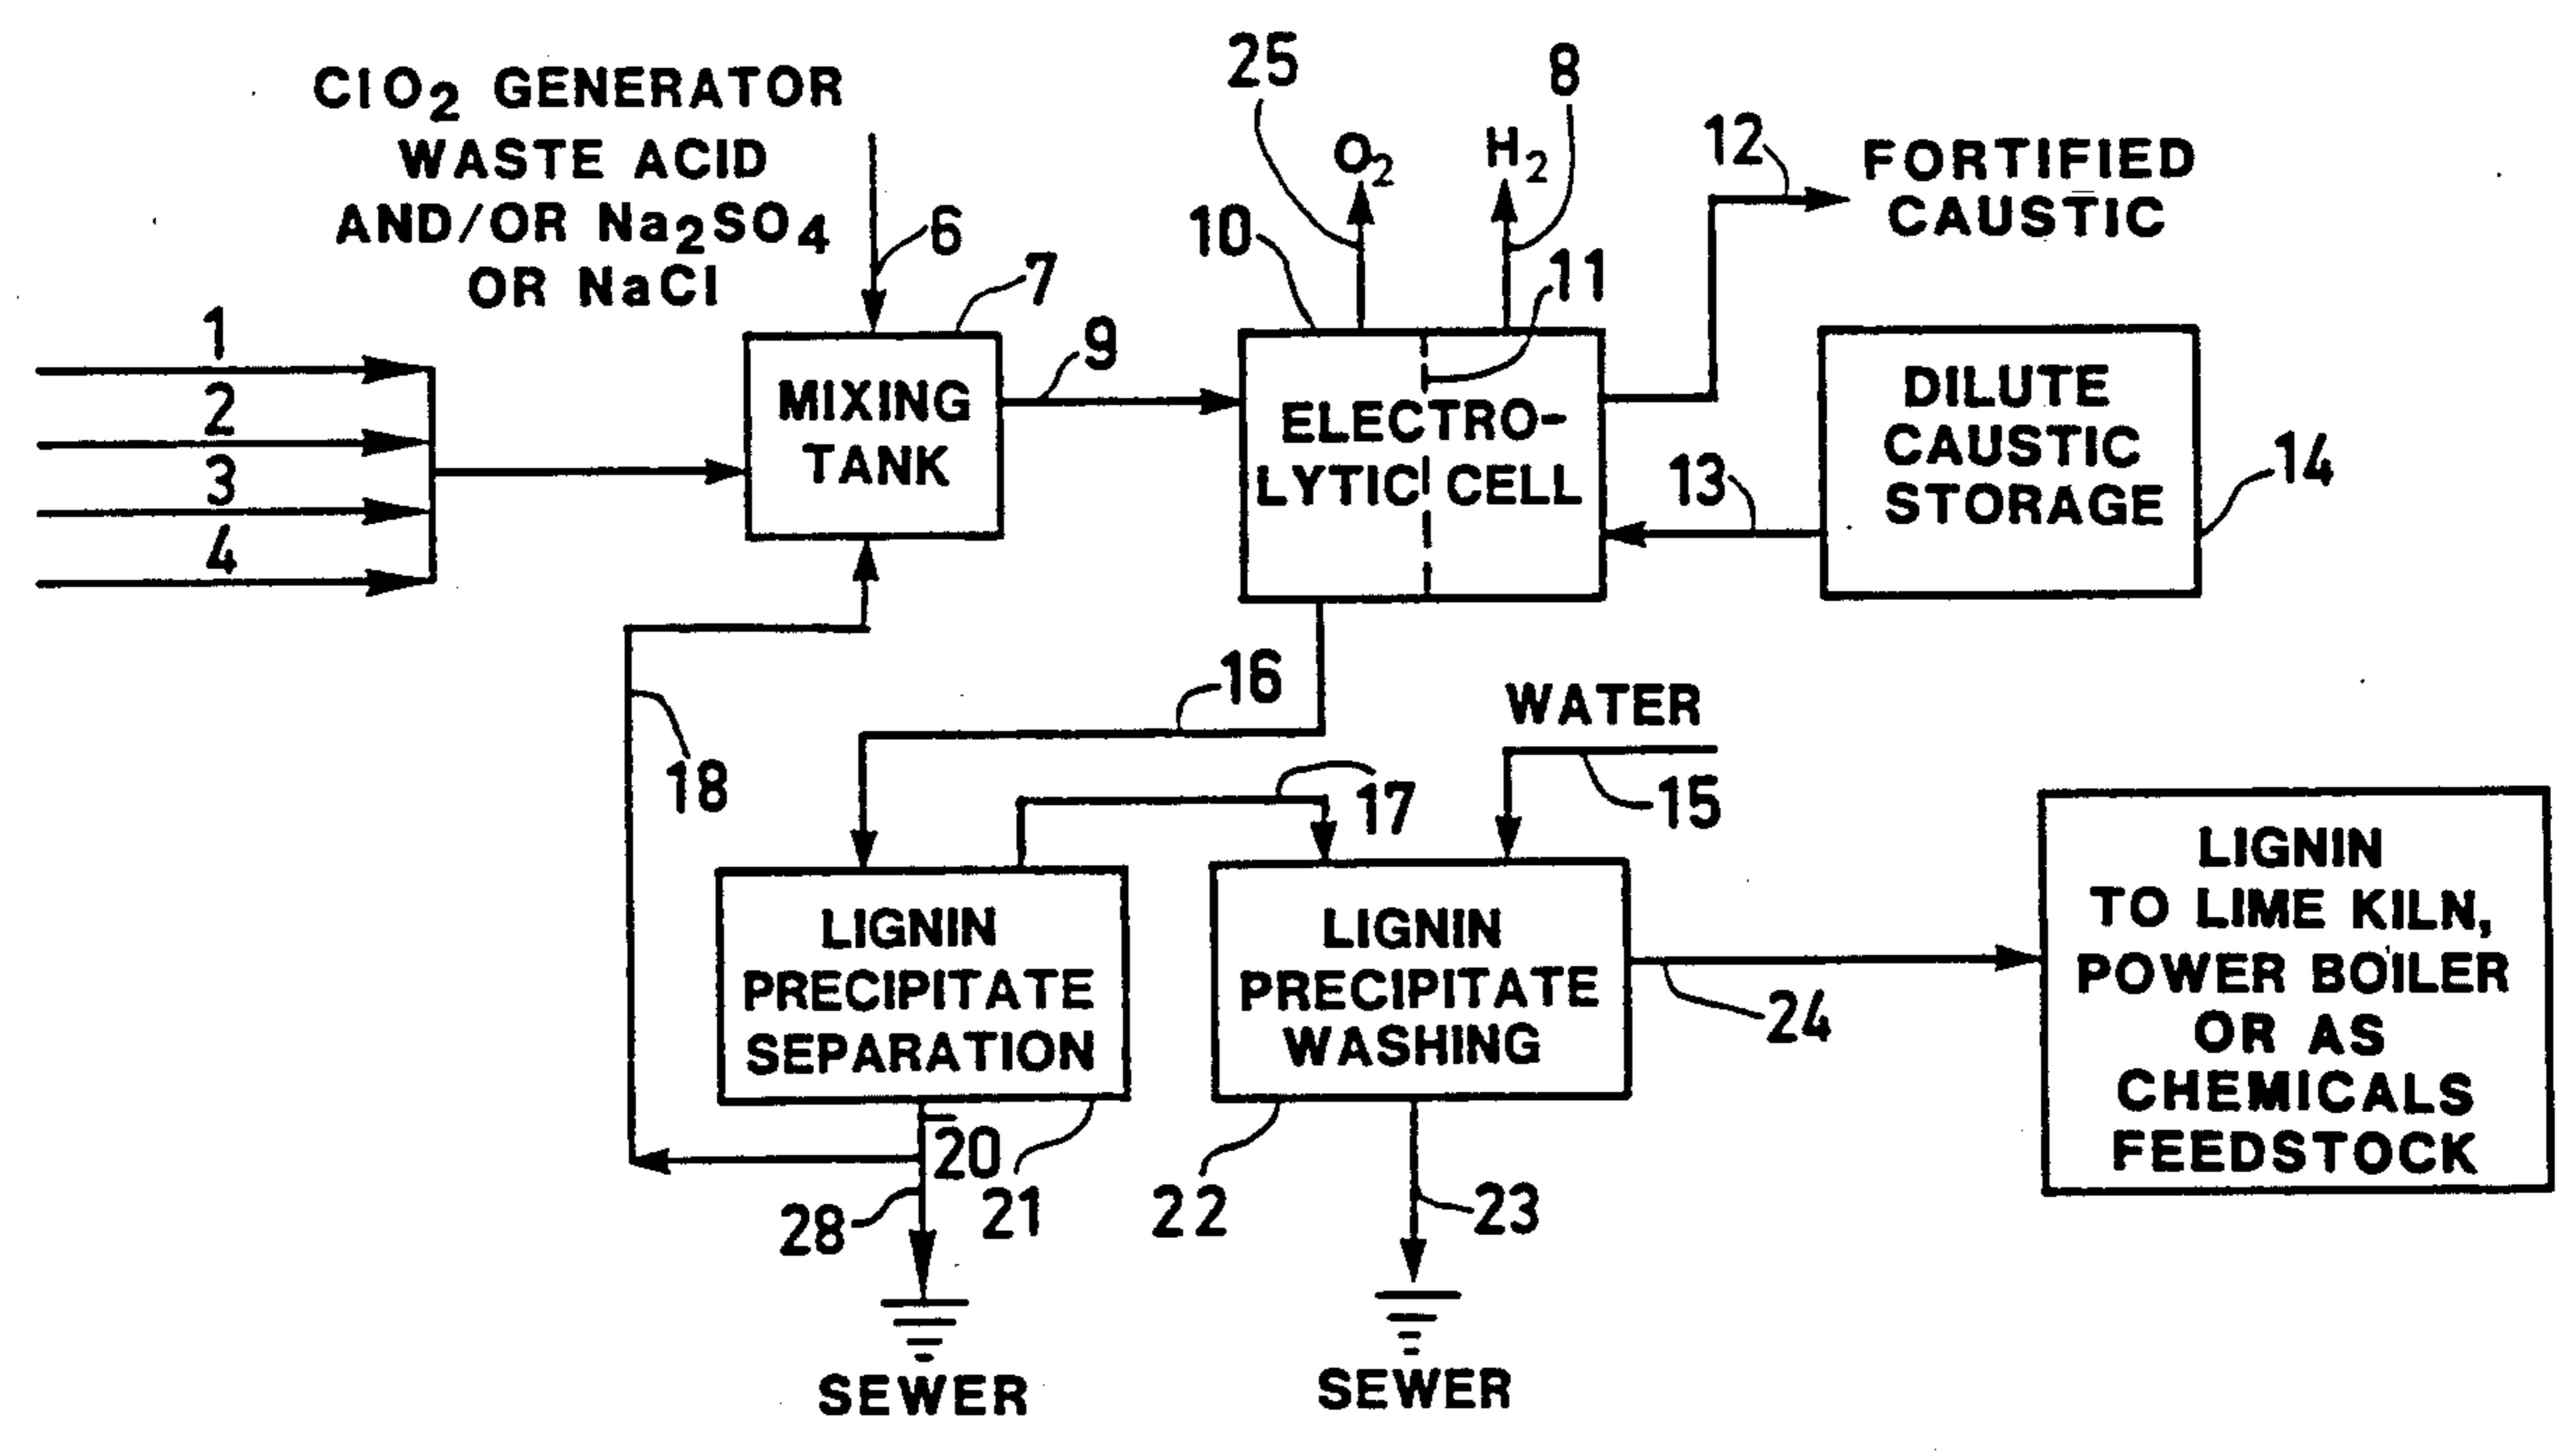 ClO2 GENERATOR
WASTE ACID
AND/OR Na2SO4
OR NaCl
1
2
3
4
6
7
MIXING
TANK
9
25
8
O2
H2
10
11
ELECTRO-
LYTIC CELL
12
FORTIFIED
CAUSTIC
13
DILUTE
CAUSTIC
STORAGE
14
16
WATER
15
17
18
LIGNIN
PRECIPITATE
SEPARATION
20
21
28
SEWER
LIGNIN
PRECIPITATE
WASHING
22
23
SEWER
24
LIGNIN
TO LIME KILN,
POWER BOILER
OR AS
CHEMICALS
FEEDSTOCK